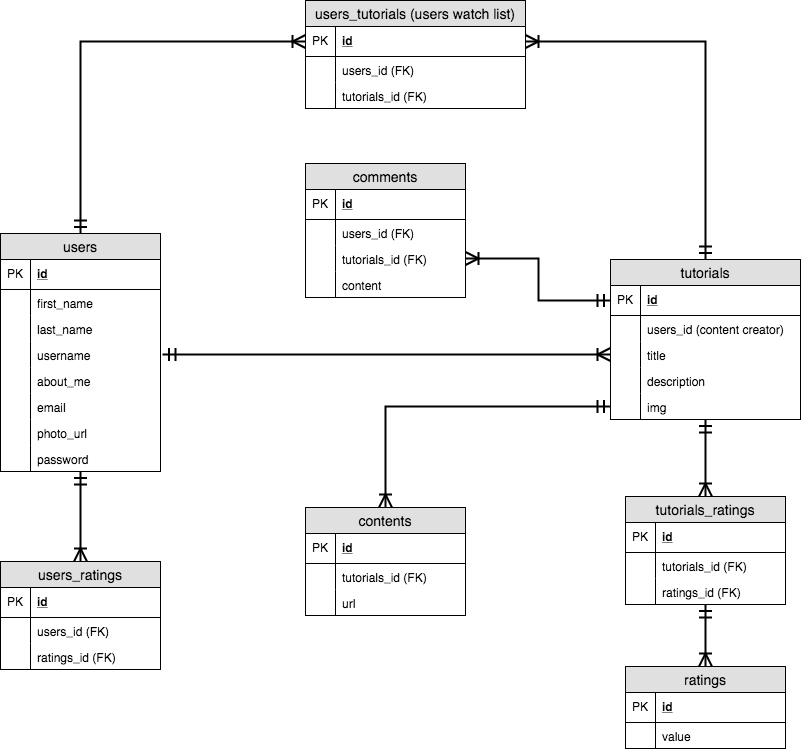 users_tutorials (users watch list)
PK id
users_id (FK)
tutorials_id (FK)
comments
PK id
users_id (FK)
tutorials_id (FK)
content
users
PK id
first_name
last_name
username
about_me
email
photo_url
password
tutorials
PK id
users_id (content creator)
title
description
img
contents
PK id
tutorials_id (FK)
url
tutorials_ratings
PK id
tutorials_id (FK)
ratings_id (FK)
users_ratings
PK id
users_id (FK)
ratings_id (FK)
ratings
PK id
value